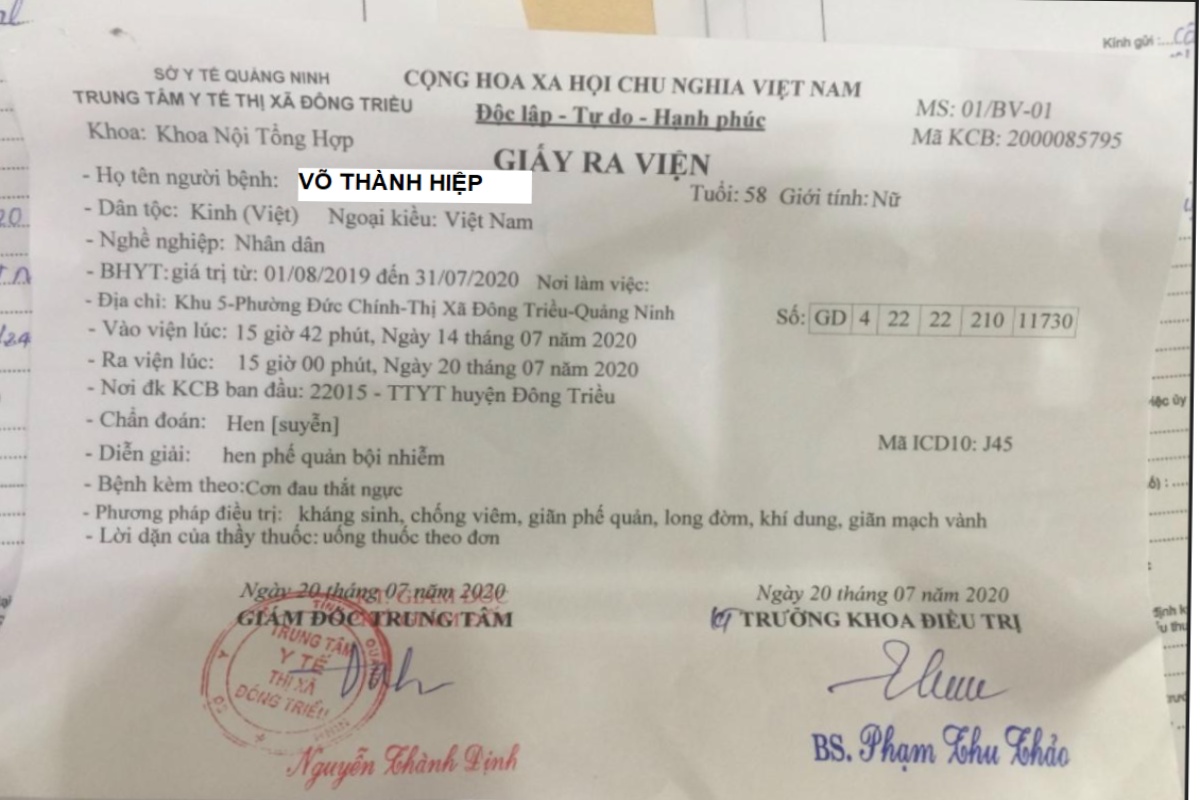 Kính gửi :....
SỞ Y TẾ QUẢNG NINH
TRUNG TÂM Y TẾ THỊ XÃ ĐÔNG TRIỀU
Khoa: Khoa Nội Tổng Hợp
CỘNG HOA XA HỘI CHU NGHIA VIỆT NAM
Độc lập - Tự do - Hạnh phúc
MS: 01/BV-01
Mã KCB: 2000085795
GIẤY RA VIỆN
- Họ tên người bệnh: VÕ THÀNH HIỆP Tuổi: 58 Giới tính: Nữ
- Dân tộc: Kinh (Việt) Ngoại kiều: Việt Nam
- Nghề nghiệp: Nhân dân
- BHYT: giá trị từ: 01/08/2019 đến 31/07/2020 Nơi làm việc:
- Địa chỉ: Khu 5-Phường Đức Chính-Thị Xã Đông Triều-Quảng Ninh
Số: GD 4 22 22 210 11730
- Vào viện lúc: 15 giờ 42 phút, Ngày 14 tháng 07 năm 2020
- Ra viện lúc: 15 giờ 00 phút, Ngày 20 tháng 07 năm 2020
- Nơi đk KCB ban đầu: 22015 - TTYT huyện Đông Triều
- Chẩn đoán: Hen [suyễn]
Mã ICD10: J45
- Diễn giải: hen phế quản bội nhiễm
- Bệnh kèm theo: Cơn đau thắt ngực
- Phương pháp điều trị: kháng sinh, chống viêm, giãn phế quản, long đờm, khí dung, giãn mạch vành
- Lời dặn của thầy thuốc: uống thuốc theo đơn
Ngày 20 tháng 07 năm 2020
GIÁM ĐỐC TRUNG TÂM
TRUNG TÂM
Y TẾ
THỊ XÃ
ĐÔNG TRIỀU
Nguyễn Thành Định
Ngày 20 tháng 07 năm 2020
KT TRƯỞNG KHOA ĐIỀU TRỊ
BS. Phạm Thu Thảo